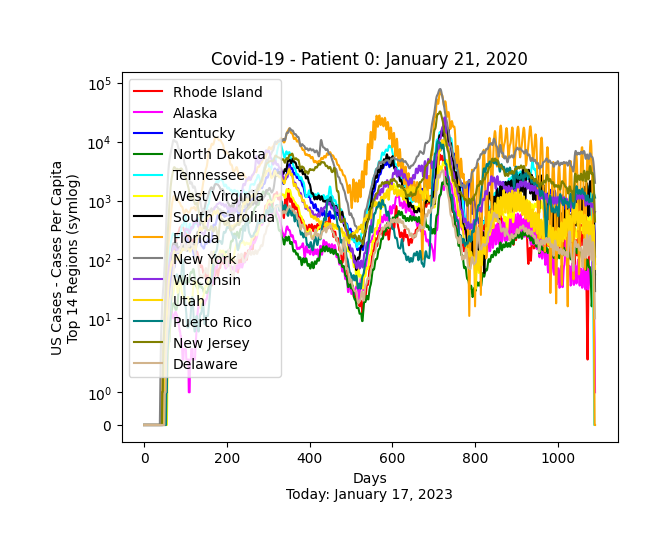 Covid-19 - Patient 0: January 21, 2020
US Cases - Cases Per Capita
Top 14 Regions (symlog)
10^5
10^4
10^3
10^2
10^1
10^0
0
Rhode Island
Alaska
Kentucky
North Dakota
Tennessee
West Virginia
South Carolina
Florida
New York
Wisconsin
Utah
Puerto Rico
New Jersey
Delaware
0 200 400 600 800 1000
Days
Today: January 17, 2023